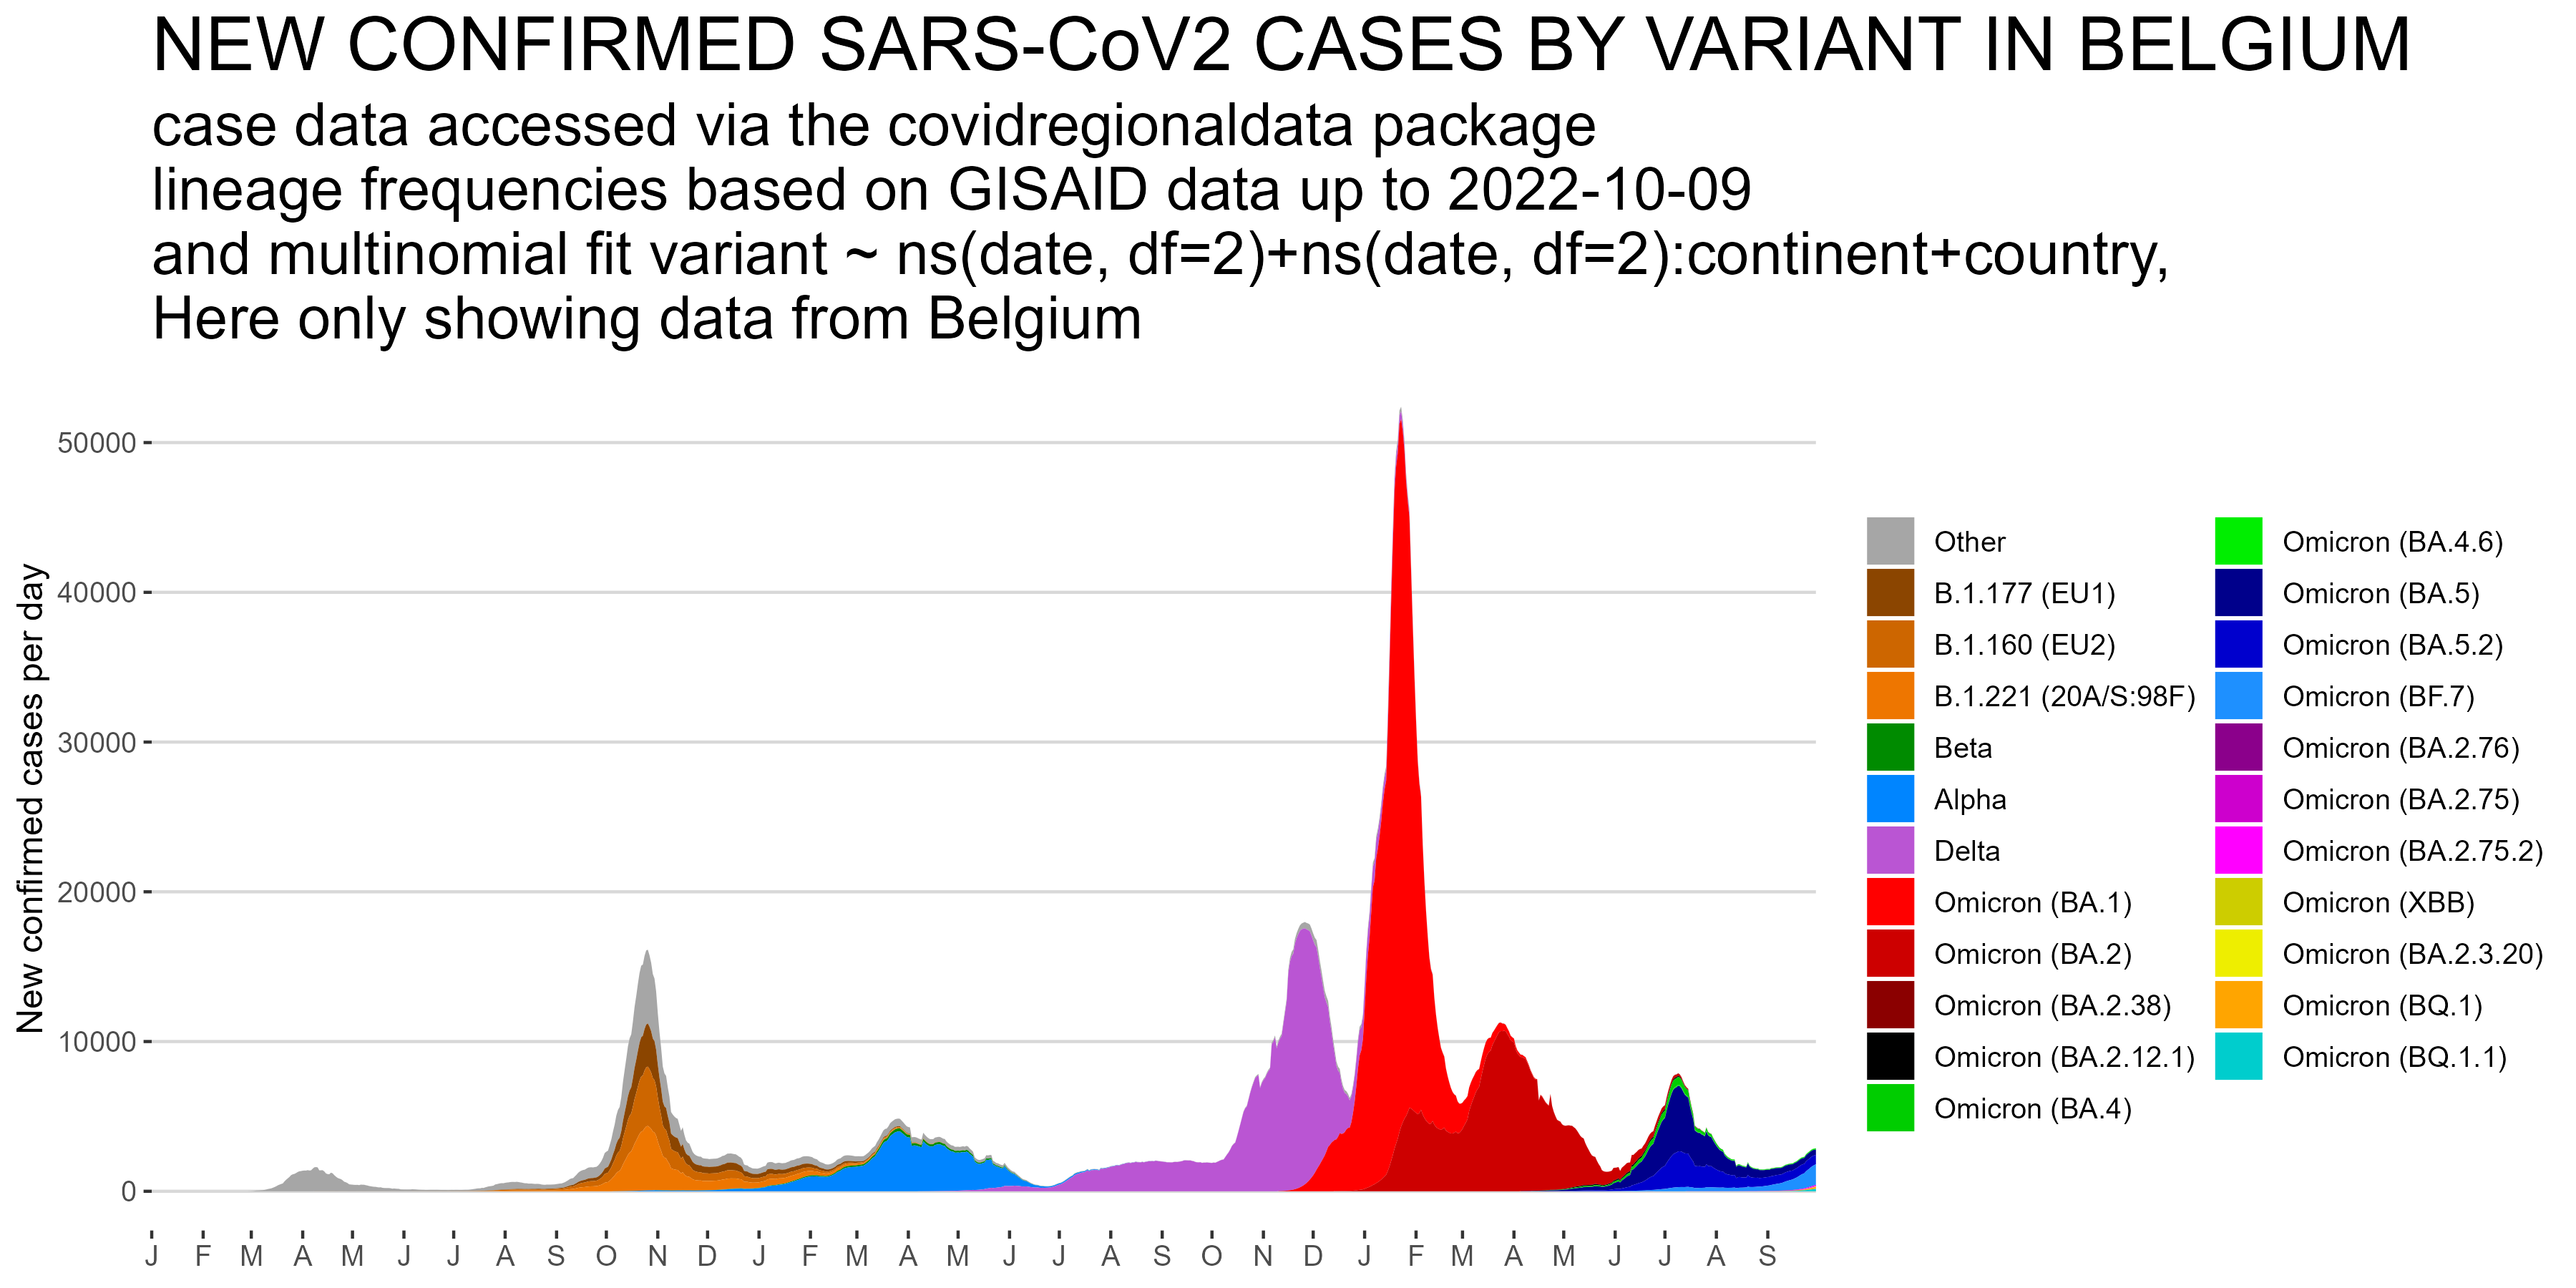 NEW CONFIRMED SARS-CoV2 CASES BY VARIANT IN BELGIUM
case data accessed via the covidregionaldata package
lineage frequencies based on GISAID data up to 2022-10-09
and multinomial fit variant ~ ns(date, df=2)+ns(date, df=2):continent+country,
Here only showing data from Belgium
New confirmed cases per day
50000
40000
30000
20000
10000
0
J F M A M J J A S O N D J F M A M J J A S O N D J F M A M J J A S
Other
B.1.177 (EU1)
B.1.160 (EU2)
B.1.221 (20A/S:98F)
Beta
Alpha
Delta
Omicron (BA.1)
Omicron (BA.2)
Omicron (BA.2.38)
Omicron (BA.2.12.1)
Omicron (BA.4)
Omicron (BA.4.6)
Omicron (BA.5)
Omicron (BA.5.2)
Omicron (BF.7)
Omicron (BA.2.76)
Omicron (BA.2.75)
Omicron (BA.2.75.2)
Omicron (XBB)
Omicron (BA.2.3.20)
Omicron (BQ.1)
Omicron (BQ.1.1)